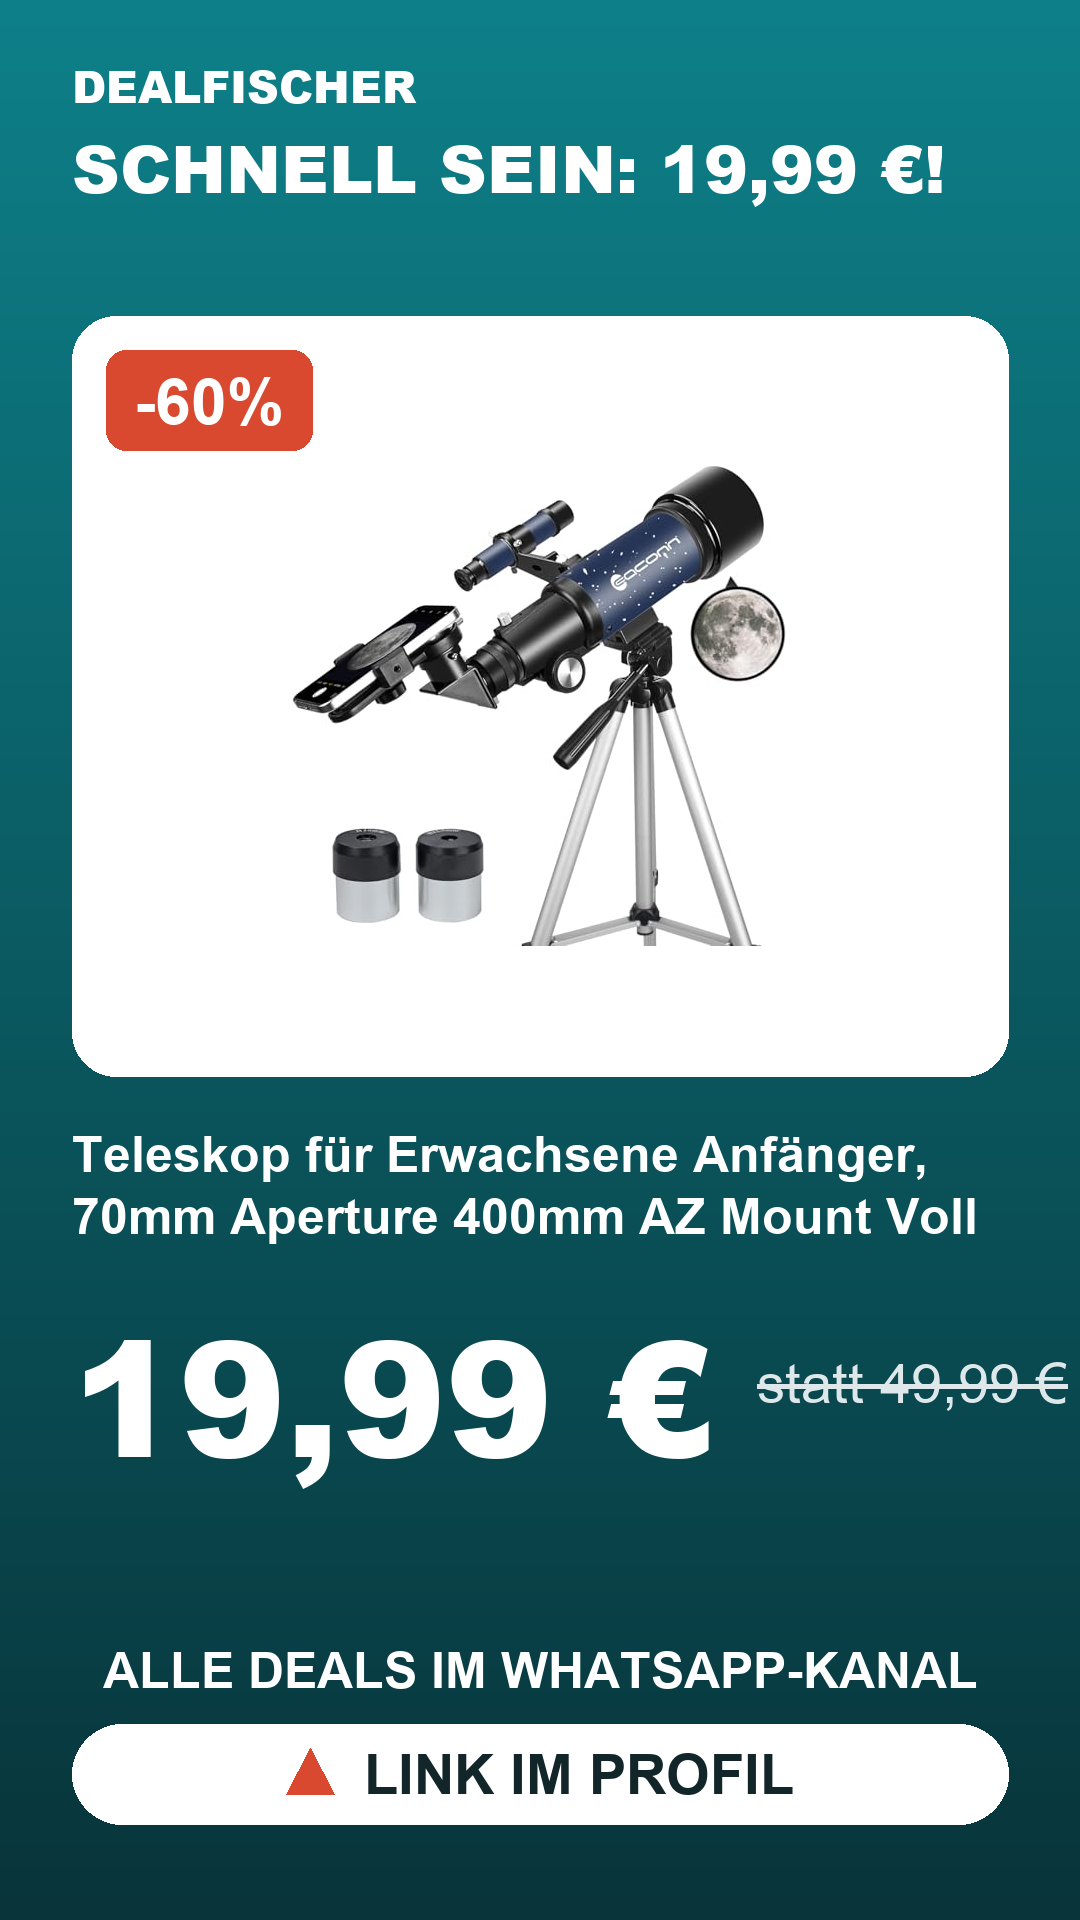 DEALFISCHER
SCHNELL SEIN: 19,99 €!
-60%
Teleskop für Erwachsene Anfänger,
70mm Aperture 400mm AZ Mount Voll
19,99 € statt 49,99 €
ALLE DEALS IM WHATSAPP-KANAL
LINK IM PROFIL